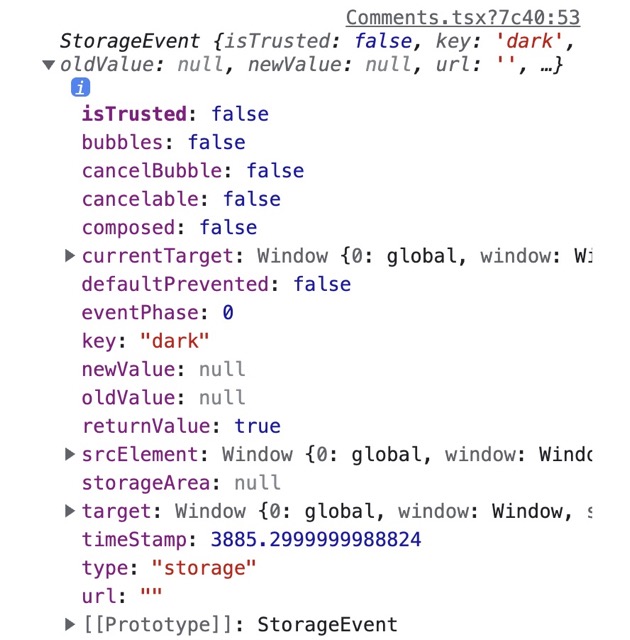 Comments.tsx?7c40:53
StorageEvent {isTrusted: false, key: 'dark',
▼oldValue: null, newValue: null, url: '', …}
i
isTrusted: false
bubbles: false
cancelBubble: false
cancelable: false
composed: false
▶ currentTarget: Window {0: global, window: Wi
defaultPrevented: false
eventPhase: 0
key: "dark"
newValue: null
oldValue: null
returnValue: true
▶ srcElement: Window {0: global, window: Windo
storageArea: null
▶ target: Window {0: global, window: Window, s
timeStamp: 3885.2999999988824
type: "storage"
url: ""
▶ [[Prototype]]: StorageEvent